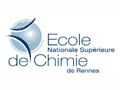 Ecole
Nationale Supérieure
de Chimie
de Rennes